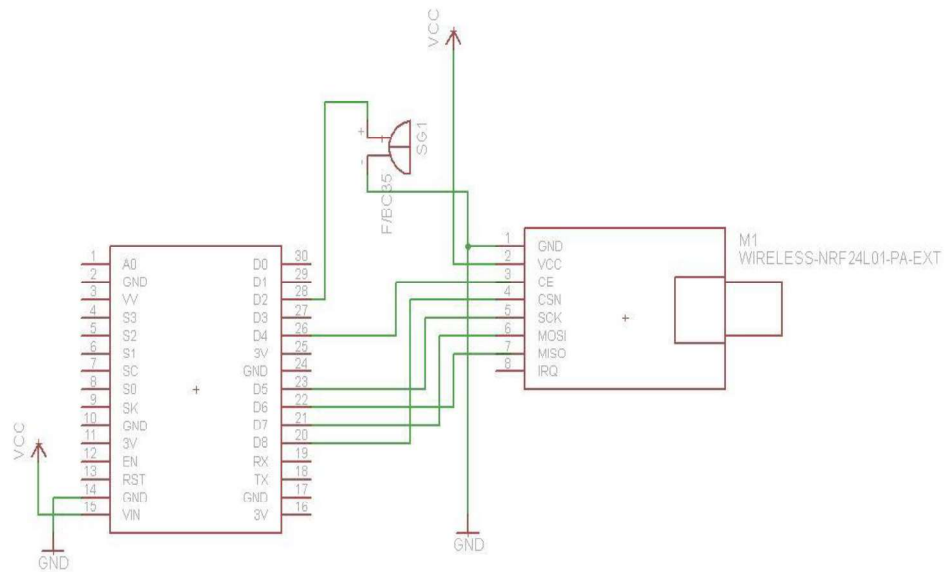 VCC
+
+
-
SG1
F/BC35
1 A0 D0 30
2 GND D1 29
3 VV D2 28
4 S3 D3 27
5 S2 D4 26
6 S1 3V 25
7 SC GND 24
8 S0 D5 23
9 SK D6 22
10 GND D7 21
11 3V D8 20
12 EN RX 19
13 RST TX 18
14 GND GND 17
15 VIN 3V 16
VCC
GND
M1
WIRELESS-NRF24L01-PA-EXT
1 GND
2 VCC
3 CE
4 CSN
5 SCK
6 MOSI
7 MISO
8 IRQ
GND